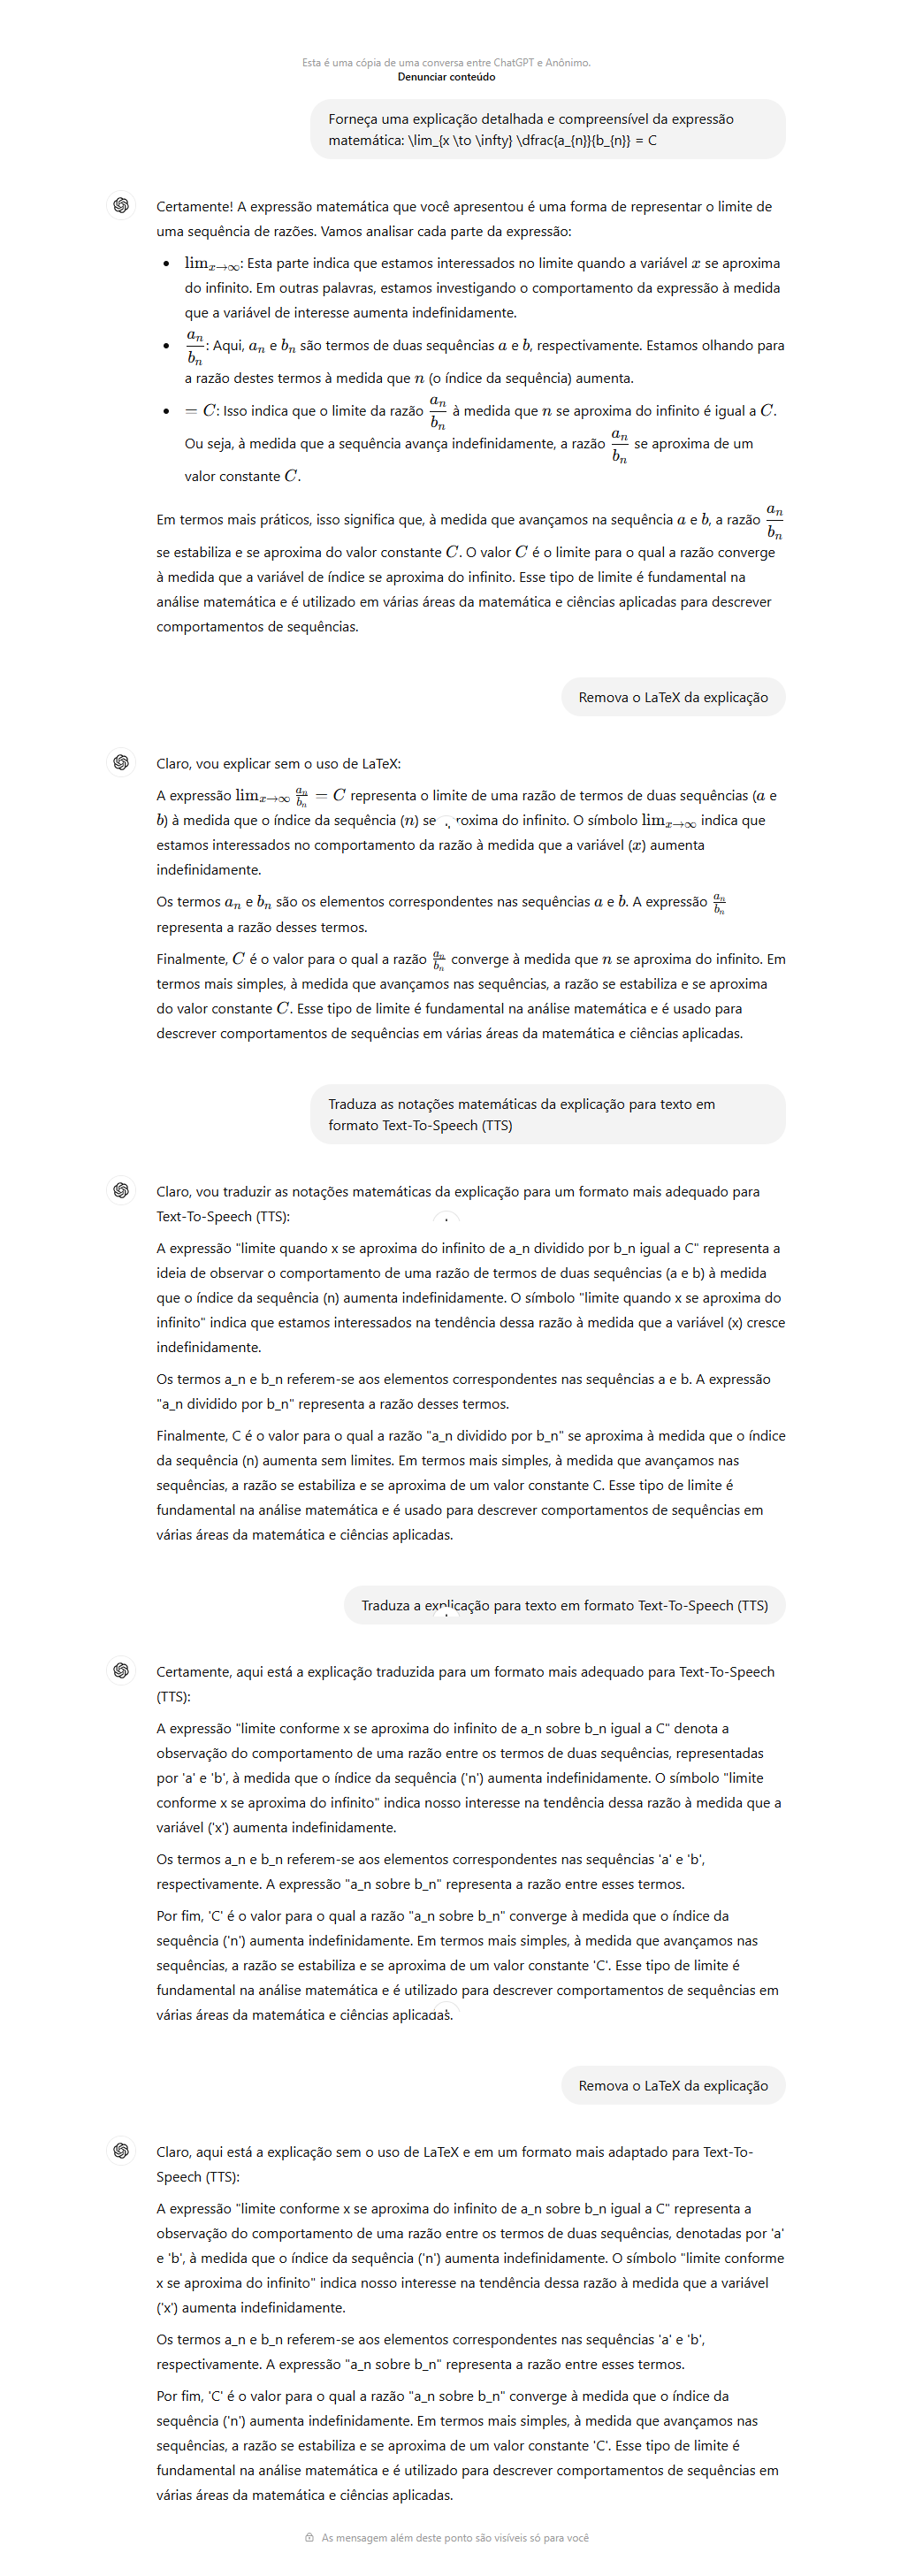 Esta é uma cópia de uma conversa entre ChatGPT e Anônimo.
Denunciar conteúdo
Forneça uma explicação detalhada e compreensível da expressão
matemática: \lim_{x \to \infty} \dfrac{a_{n}}{b_{n}} = C
Certamente! A expressão matemática que você apresentou é uma forma de representar o limite de
uma sequência de razões. Vamos analisar cada parte da expressão:
• lim_{x→∞}: Esta parte indica que estamos interessados no limite quando a variável x se aproxima
do infinito. Em outras palavras, estamos investigando o comportamento da expressão à medida
que a variável de interesse aumenta indefinidamente.
• a_n/b_n: Aqui, a_n e b_n são termos de duas sequências a e b, respectivamente. Estamos olhando para
a razão destes termos à medida que n (o índice da sequência) aumenta.
• = C: Isso indica que o limite da razão a_n/b_n à medida que n se aproxima do infinito é igual a C.
Ou seja, à medida que a sequência avança indefinidamente, a razão a_n/b_n se aproxima de um
valor constante C.
Em termos mais práticos, isso significa que, à medida que avançamos na sequência a e b, a razão a_n/b_n
se estabiliza e se aproxima do valor constante C. O valor C é o limite para o qual a razão converge
à medida que a variável de índice se aproxima do infinito. Esse tipo de limite é fundamental na
análise matemática e é utilizado em várias áreas da matemática e ciências aplicadas para descrever
comportamentos de sequências.
Remova o LaTeX da explicação
Claro, vou explicar sem o uso de LaTeX:
A expressão lim_{x→∞} a_n/b_n = C representa o limite de uma razão de termos de duas sequências (a e
b) à medida que o índice da sequência (n) se aproxima do infinito. O símbolo lim_{x→∞} indica que
estamos interessados no comportamento da razão à medida que a variável (x) aumenta
indefinidamente.
Os termos a_n e b_n são os elementos correspondentes nas sequências a e b. A expressão a_n/b_n
representa a razão desses termos.
Finalmente, C é o valor para o qual a razão a_n/b_n converge à medida que n se aproxima do infinito. Em
termos mais simples, à medida que avançamos nas sequências, a razão se estabiliza e se aproxima
do valor constante C. Esse tipo de limite é fundamental na análise matemática e é usado para
descrever comportamentos de sequências em várias áreas da matemática e ciências aplicadas.
Traduza as notações matemáticas da explicação para texto em
formato Text-To-Speech (TTS)
Claro, vou traduzir as notações matemáticas da explicação para um formato mais adequado para
Text-To-Speech (TTS):
A expressão "limite quando x se aproxima do infinito de a_n dividido por b_n igual a C" representa a
ideia de observar o comportamento de uma razão de termos de duas sequências (a e b) à medida
que o índice da sequência (n) aumenta indefinidamente. O símbolo "limite quando x se aproxima do
infinito" indica que estamos interessados na tendência dessa razão à medida que a variável (x) cresce
indefinidamente.
Os termos a_n e b_n referem-se aos elementos correspondentes nas sequências a e b. A expressão
"a_n dividido por b_n" representa a razão desses termos.
Finalmente, C é o valor para o qual a razão "a_n dividido por b_n" se aproxima à medida que o índice
da sequência (n) aumenta sem limites. Em termos mais simples, à medida que avançamos nas
sequências, a razão se estabiliza e se aproxima de um valor constante C. Esse tipo de limite é
fundamental na análise matemática e é usado para descrever comportamentos de sequências em
várias áreas da matemática e ciências aplicadas.
Traduza a explicação para texto em formato Text-To-Speech (TTS)
Certamente, aqui está a explicação traduzida para um formato mais adequado para Text-To-Speech
(TTS):
A expressão "limite conforme x se aproxima do infinito de a_n sobre b_n igual a C" denota a
observação do comportamento de uma razão entre os termos de duas sequências, representadas
por 'a' e 'b', à medida que o índice da sequência ('n') aumenta indefinidamente. O símbolo "limite
conforme x se aproxima do infinito" indica nosso interesse na tendência dessa razão à medida que a
variável ('x') aumenta indefinidamente.
Os termos a_n e b_n referem-se aos elementos correspondentes nas sequências 'a' e 'b',
respectivamente. A expressão "a_n sobre b_n" representa a razão entre esses termos.
Por fim, 'C' é o valor para o qual a razão "a_n sobre b_n" converge à medida que o índice da
sequência ('n') aumenta indefinidamente. Em termos mais simples, à medida que avançamos nas
sequências, a razão se estabiliza e se aproxima de um valor constante 'C'. Esse tipo de limite é
fundamental na análise matemática e é utilizado para descrever comportamentos de sequências em
várias áreas da matemática e ciências aplicadas.
Remova o LaTeX da explicação
Claro, aqui está a explicação sem o uso de LaTeX e em um formato mais adaptado para Text-To-
Speech (TTS):
A expressão "limite conforme x se aproxima do infinito de a_n sobre b_n igual a C" representa a
observação do comportamento de uma razão entre os termos de duas sequências, denotadas por 'a'
e 'b', à medida que o índice da sequência ('n') aumenta indefinidamente. O símbolo "limite conforme
x se aproxima do infinito" indica nosso interesse na tendência dessa razão à medida que a variável
('x') aumenta indefinidamente.
Os termos a_n e b_n referem-se aos elementos correspondentes nas sequências 'a' e 'b',
respectivamente. A expressão "a_n sobre b_n" representa a razão entre esses termos.
Por fim, 'C' é o valor para o qual a razão "a_n sobre b_n" converge à medida que o índice da
sequência ('n') aumenta indefinidamente. Em termos mais simples, à medida que avançamos nas
sequências, a razão se estabiliza e se aproxima de um valor constante 'C'. Esse tipo de limite é
fundamental na análise matemática e é utilizado para descrever comportamentos de sequências em
várias áreas da matemática e ciências aplicadas.
As mensagem além deste ponto são visíveis só para você